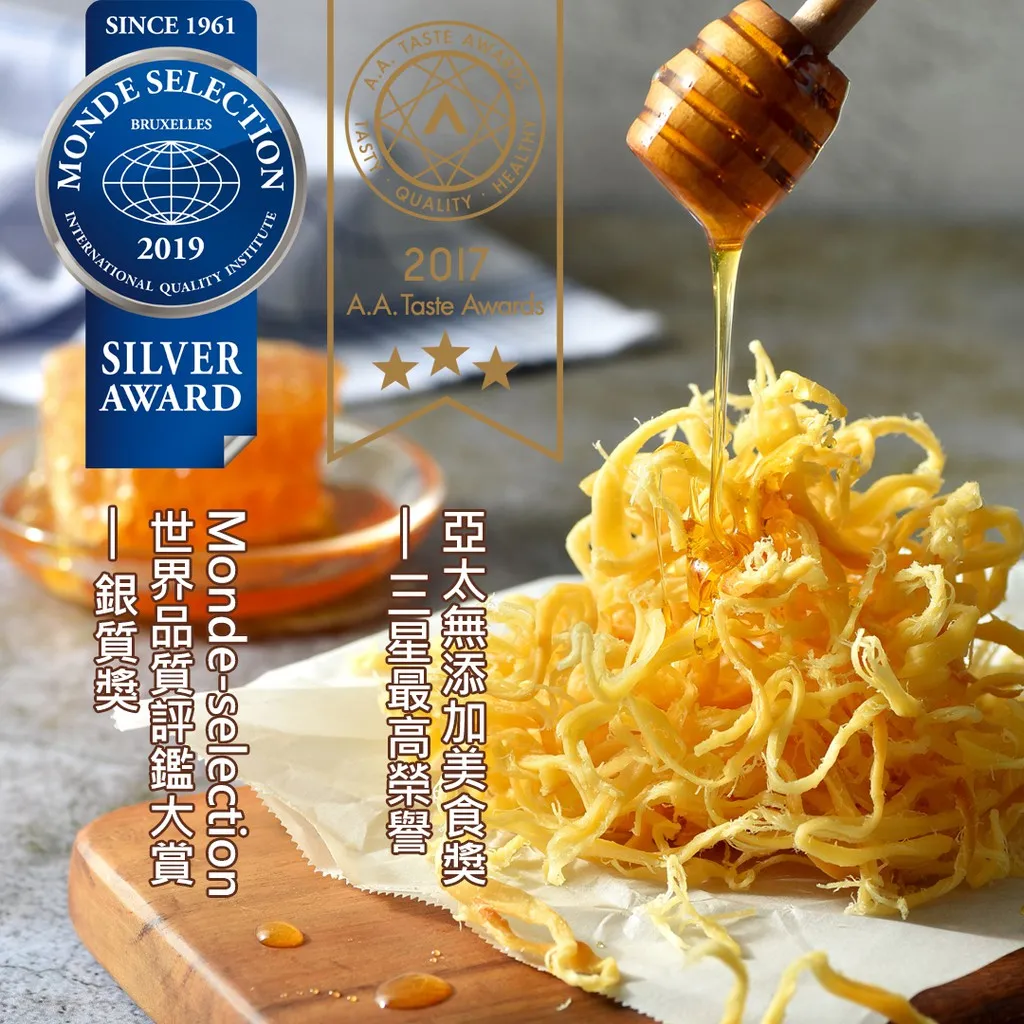 SINCE 1961
MONDE SELECTION
BRUXELLES
2019
INTERNATIONAL QUALITY INSTITUTE
SILVER
AWARD
A.A. TASTE AWARDS
TASTY · QUALITY · HEALTHY
2017
A.A. Taste Awards
Monde-selection
世界品質評鑑大賞
—銀質獎
亞太無添加美食獎
—三星最高榮譽